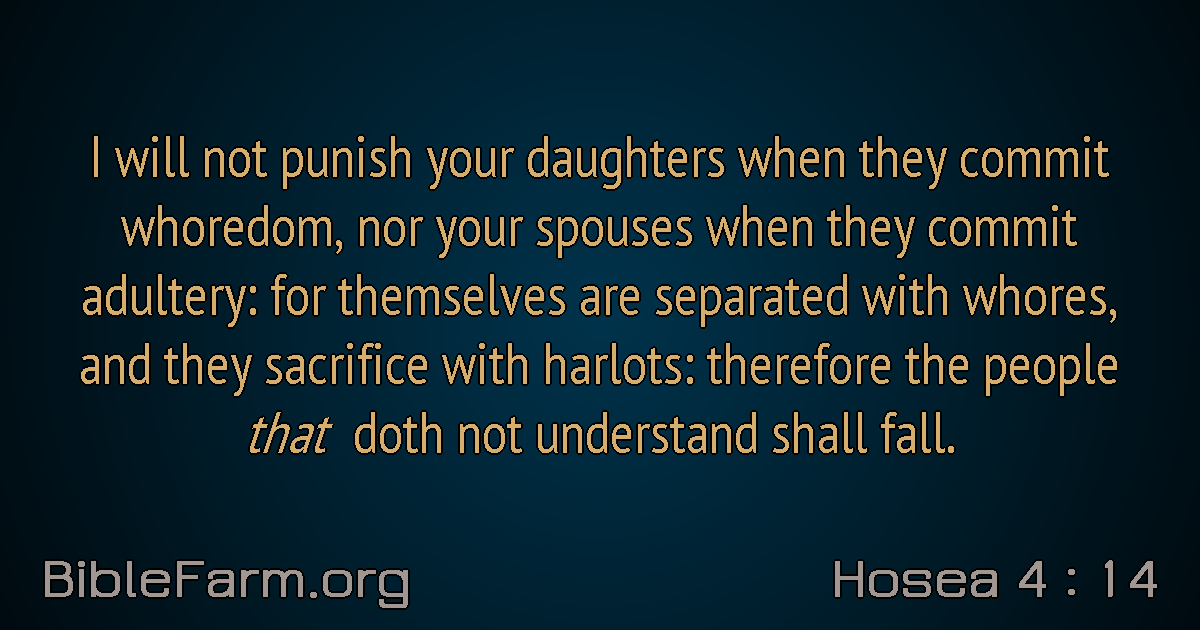 I will not punish your daughters when they commit
whoredom, nor your spouses when they commit
adultery: for themselves are separated with whores,
and they sacrifice with harlots: therefore the people
that doth not understand shall fall.
BibleFarm.org
Hosea 4 : 14